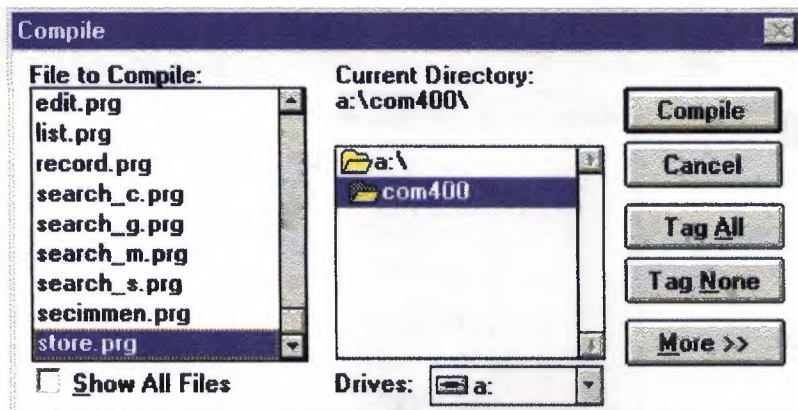 Compile
File to Compile:
edit.prg
list.prg
record.prg
search_c.prg
search_g.prg
search_m.prg
search_s.prg
secimmen.prg
store.prg
Show All Files
Current Directory:
a:\com400\
a:\
com400
Drives: a:
Compile
Cancel
Tag All
Tag None
More >>